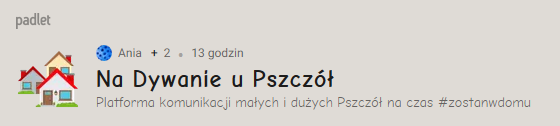 padlet
Ania + 2 • 13 godzin
Na Dywanie u Pszczół
Platforma komunikacji małych i dużych Pszczół na czas #zostanwdomu